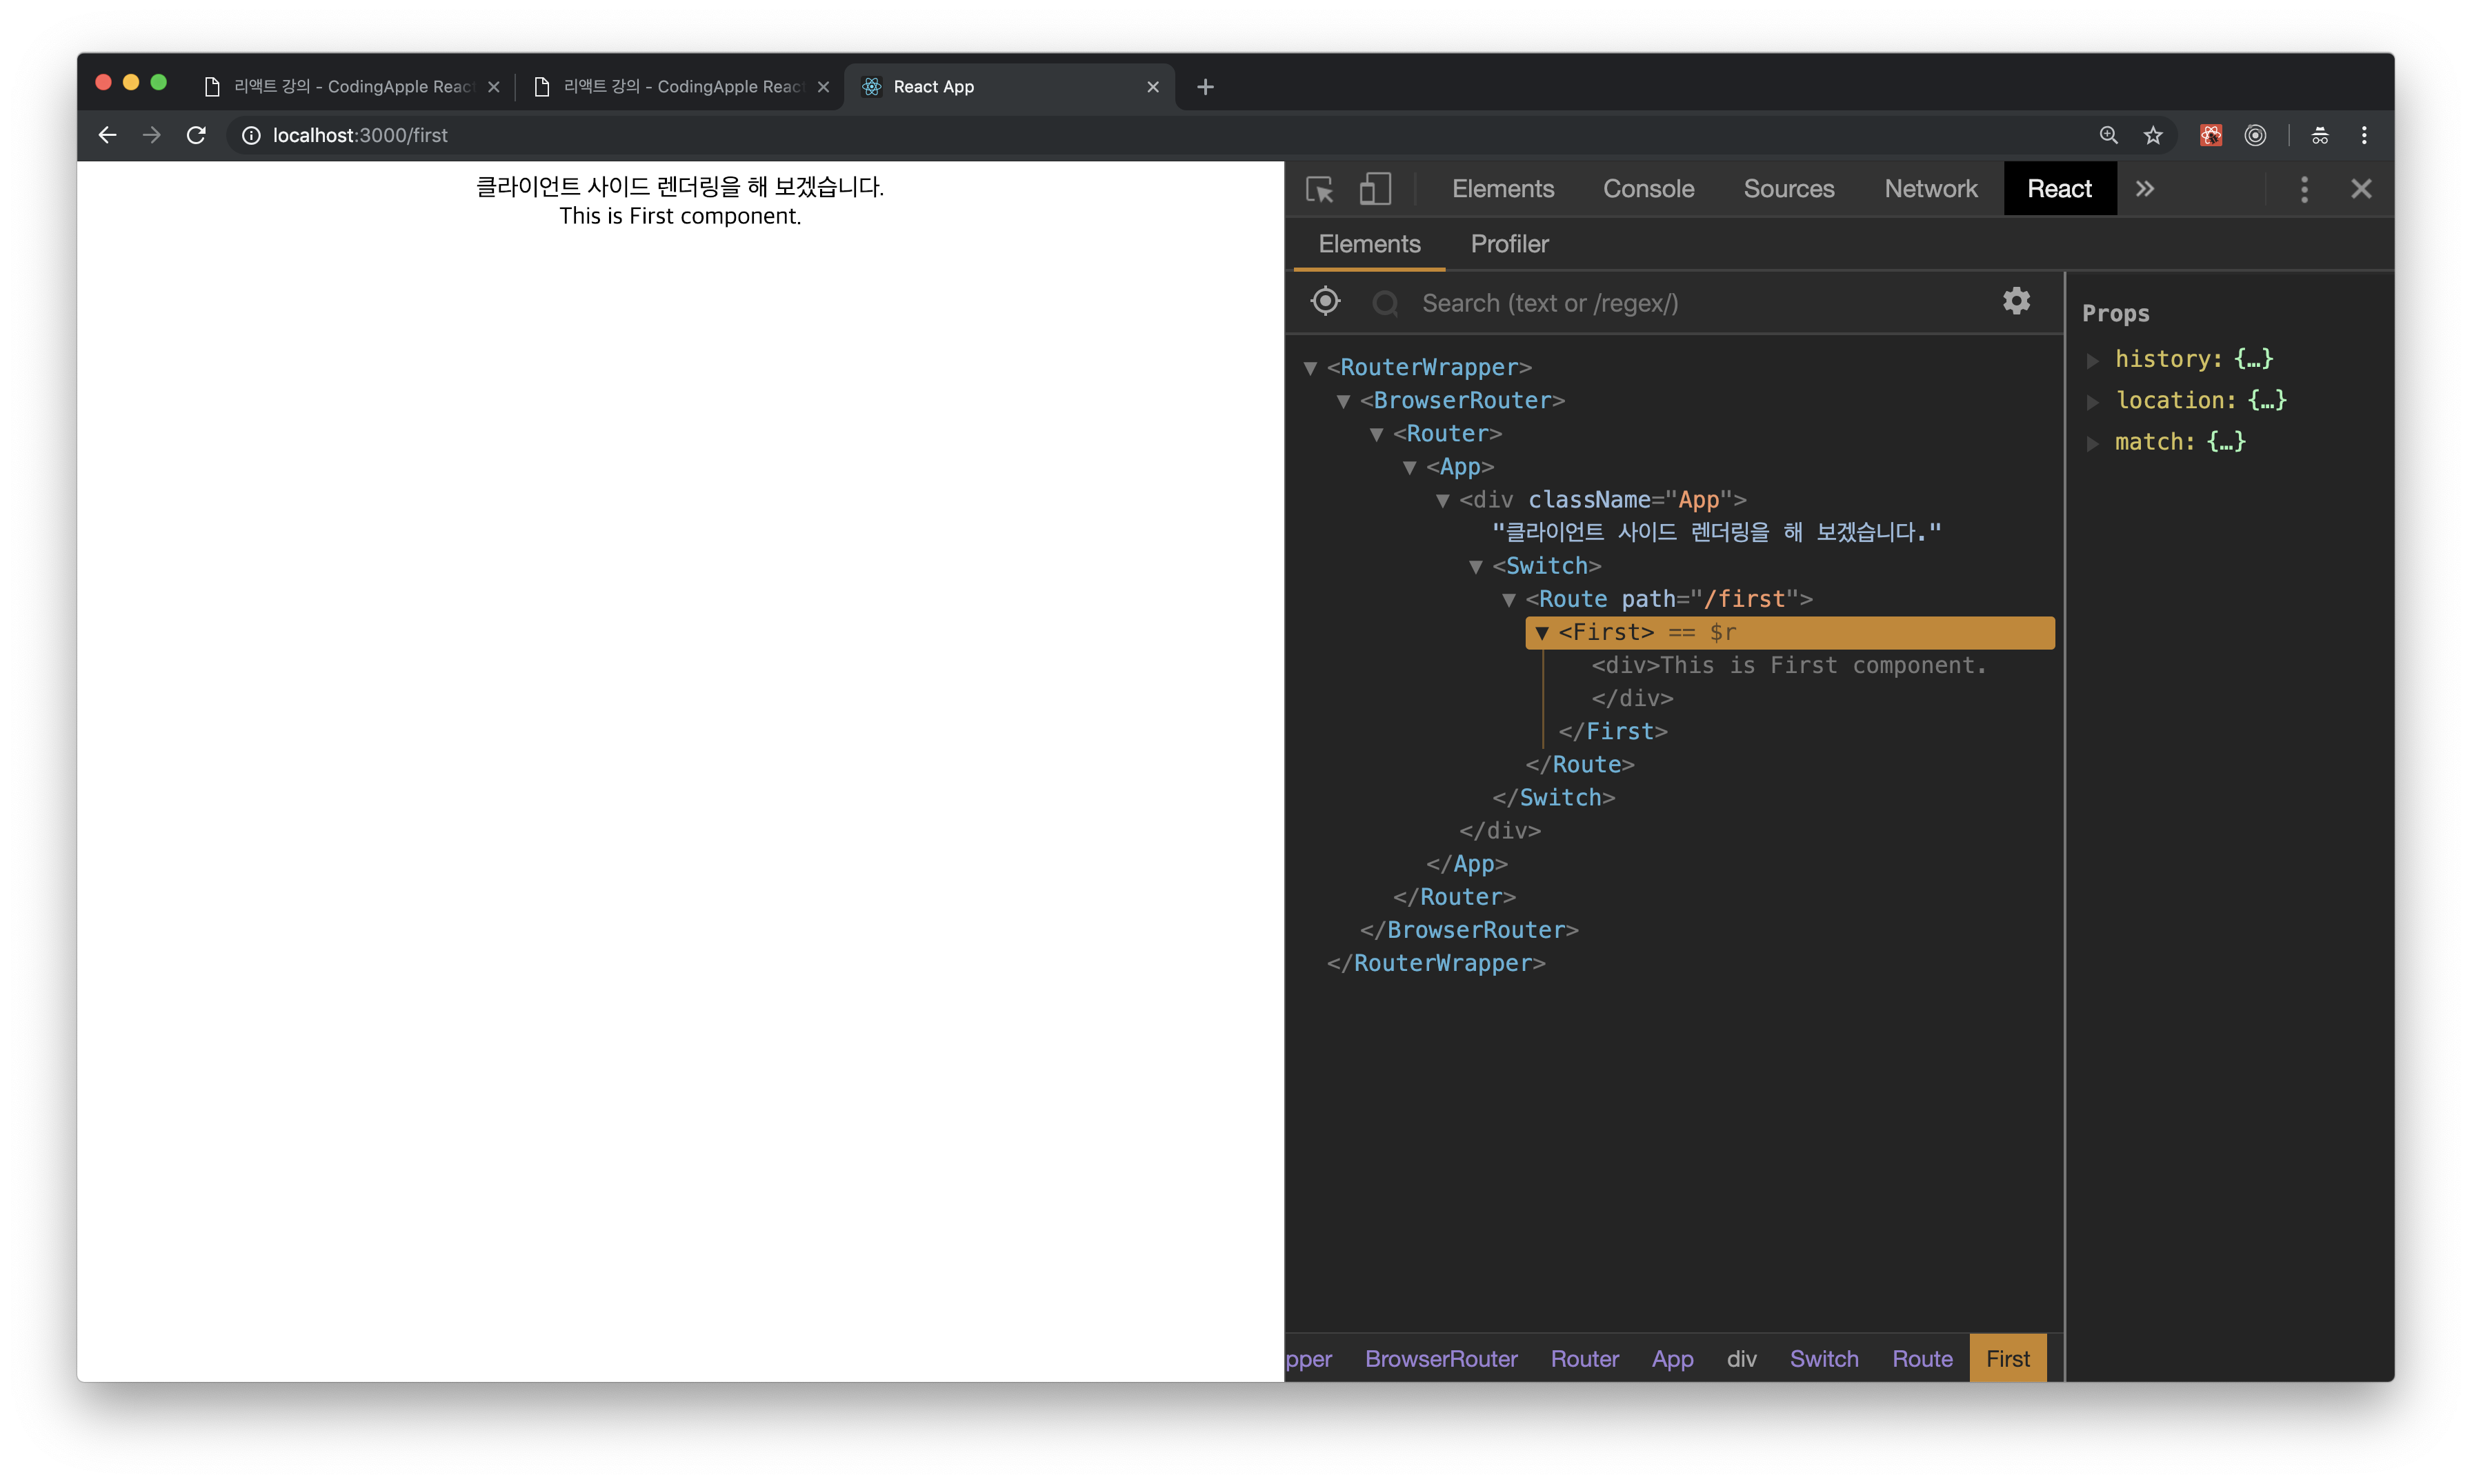 리액트 강의 - CodingApple Reac
리액트 강의 - CodingApple Reac
React App
localhost:3000/first
클라이언트 사이드 렌더링을 해 보겠습니다.
This is First component.
Elements Console Sources Network React
Elements Profiler
Search (text or /regex/)
<RouterWrapper>
<BrowserRouter>
<Router>
<App>
<div className="App">
"클라이언트 사이드 렌더링을 해 보겠습니다."
<Switch>
<Route path="/first">
<First> == $r
<div>This is First component.
</div>
</First>
</Route>
</Switch>
</div>
</App>
</Router>
</BrowserRouter>
</RouterWrapper>
pper BrowserRouter Router App div Switch Route First
Props
history: {…}
location: {…}
match: {…}